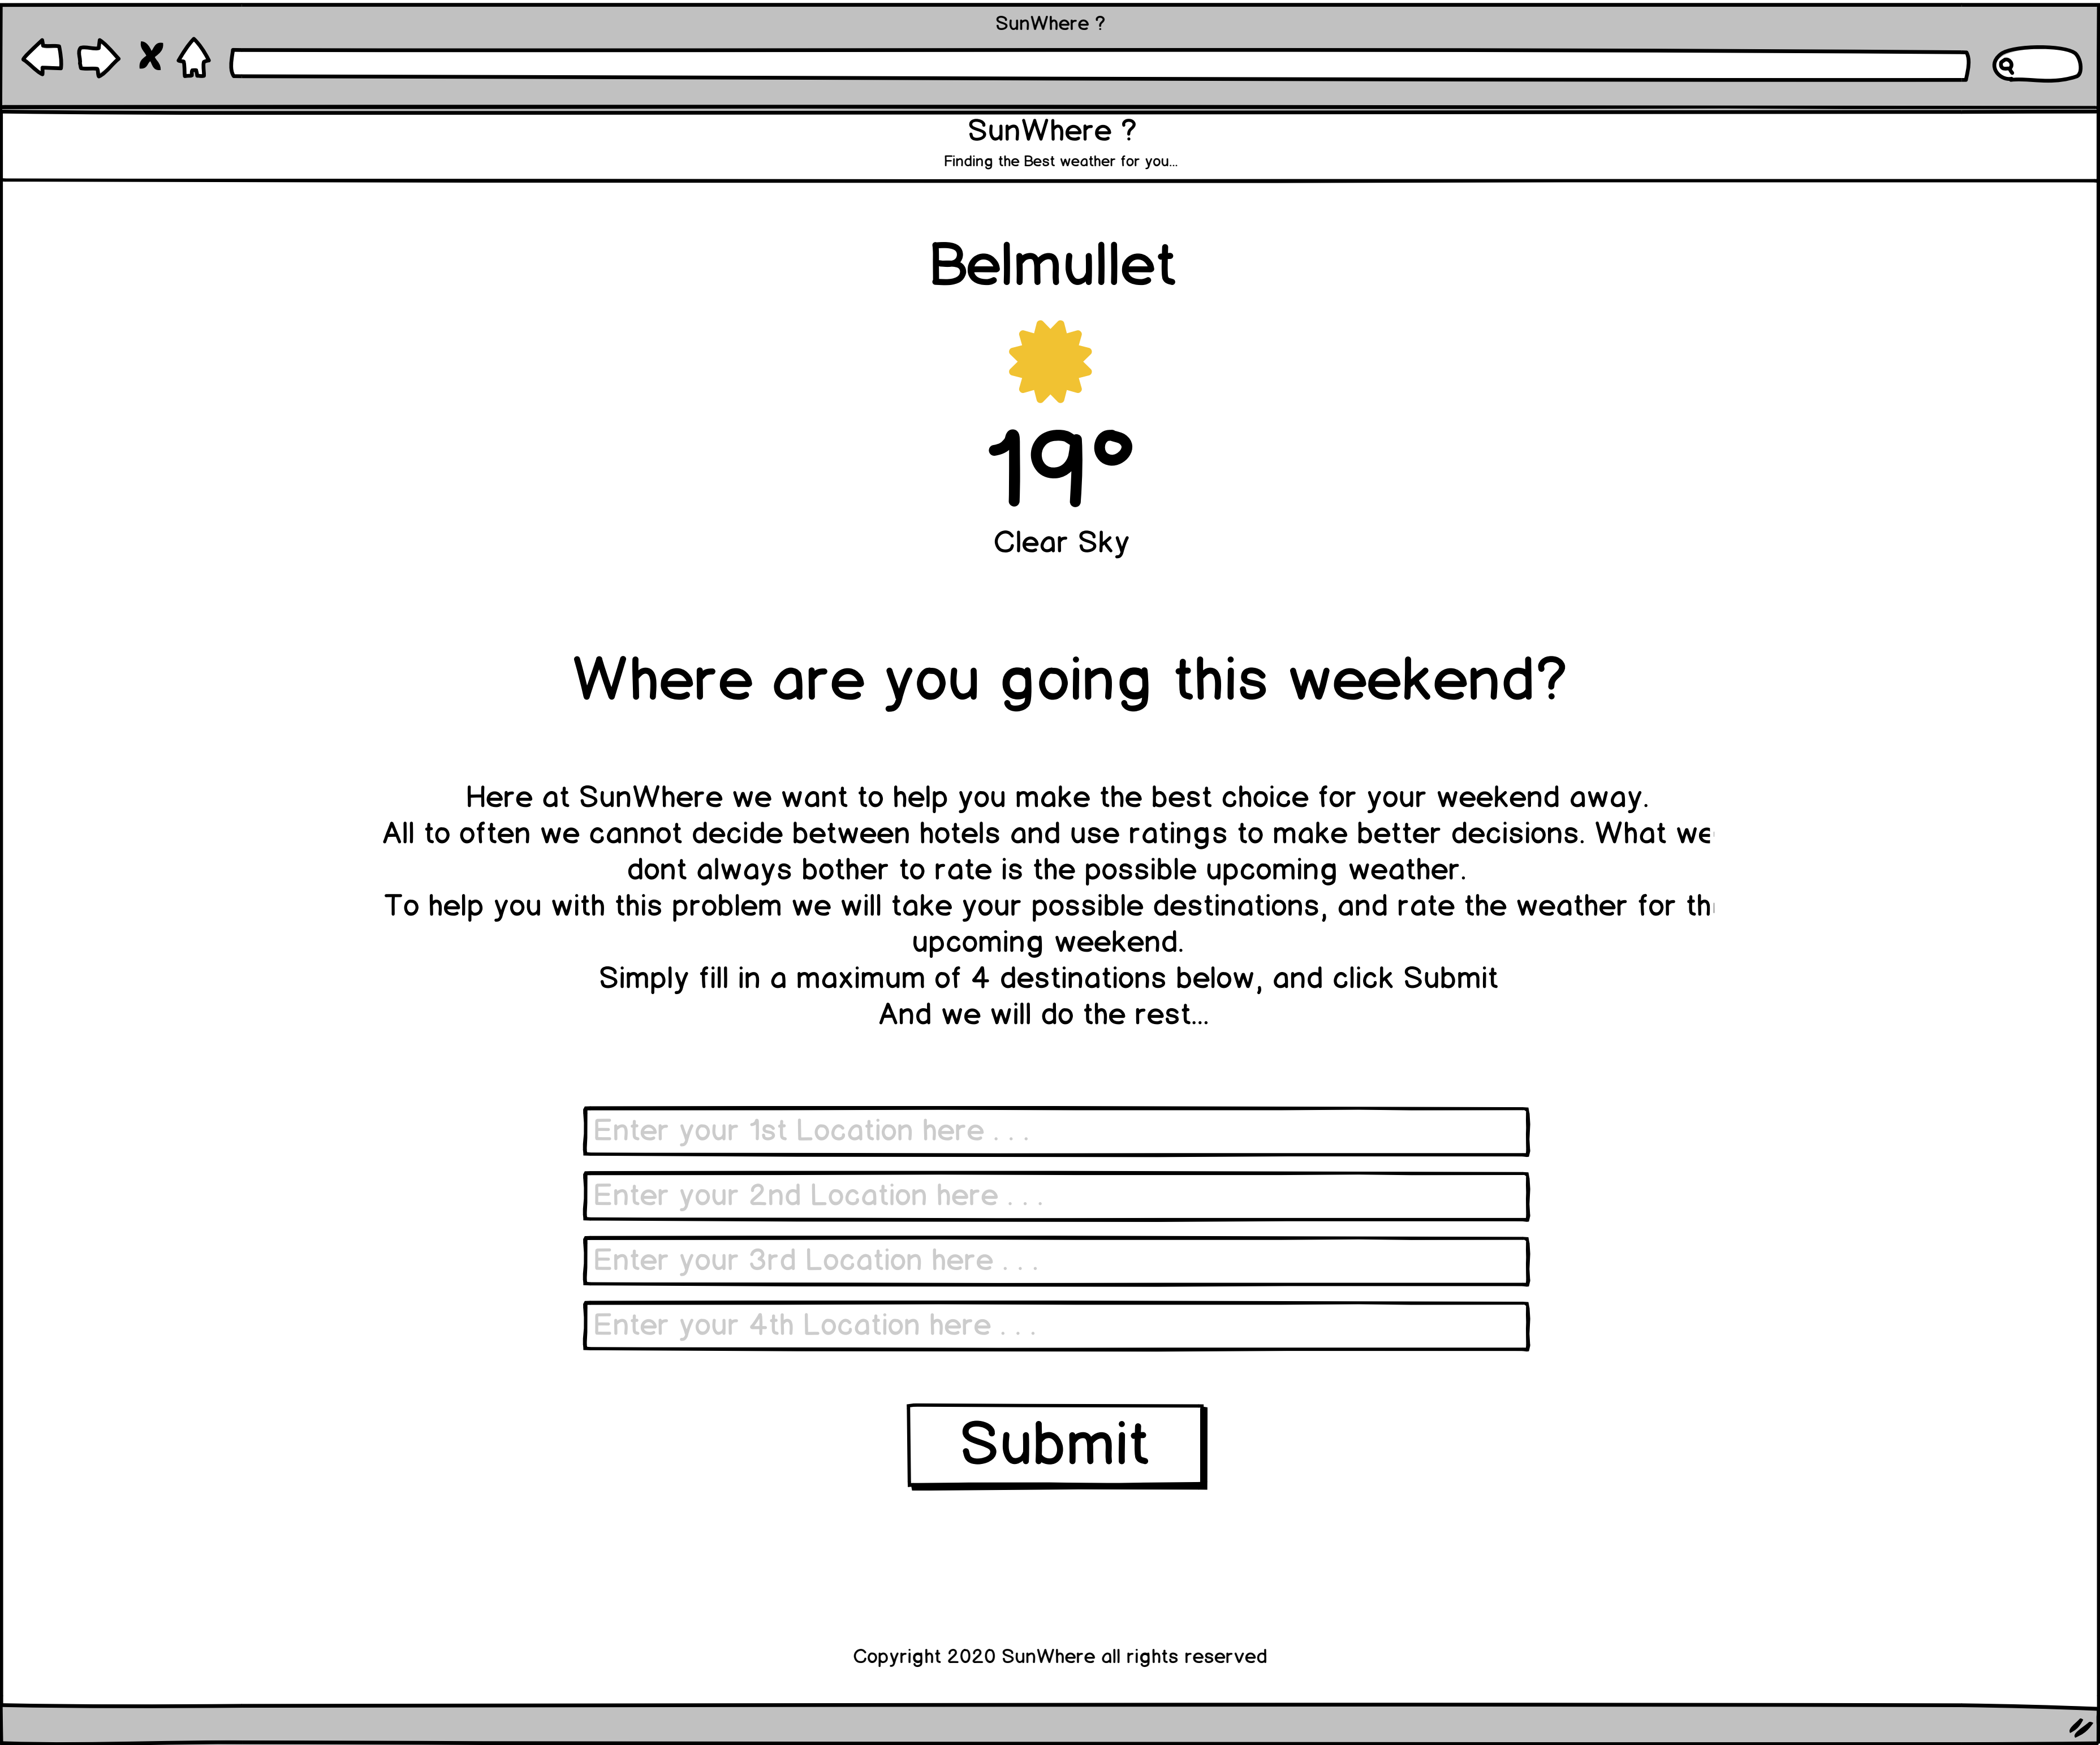 SunWhere ?
SunWhere ?
Finding the Best weather for you...
Belmullet
19°
Clear Sky
Where are you going this weekend?
Here at SunWhere we want to help you make the best choice for your weekend away.
All to often we cannot decide between hotels and use ratings to make better decisions. What we
dont always bother to rate is the possible upcoming weather.
To help you with this problem we will take your possible destinations, and rate the weather for
upcoming weekend.
Simply fill in a maximum of 4 destinations below, and click Submit
And we will do the rest...
Enter your 1st Location here . . .
Enter your 2nd Location here . . .
Enter your 3rd Location here . . .
Enter your 4th Location here . . .
Submit
Copyright 2020 SunWhere all rights reserved